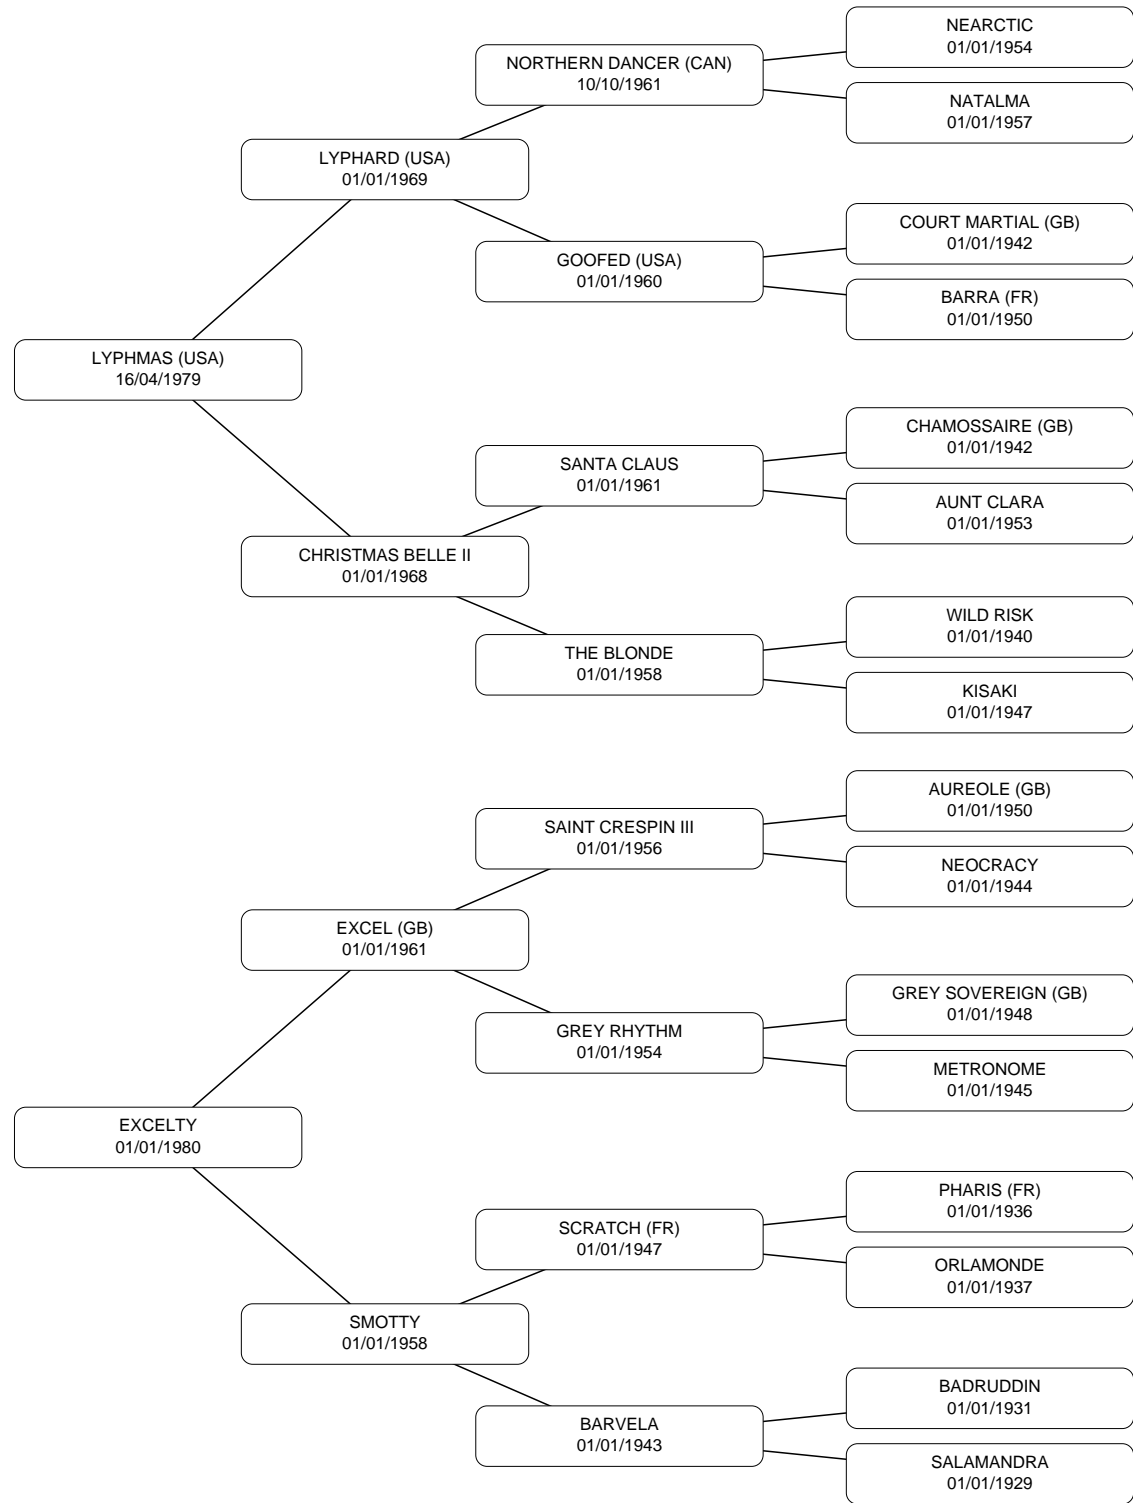 NEARCTIC
01/01/1954
NORTHERN DANCER (CAN)
10/10/1961
NATALMA
01/01/1957
LYPHARD (USA)
01/01/1969
COURT MARTIAL (GB)
01/01/1942
GOOFED (USA)
01/01/1960
BARRA (FR)
01/01/1950
LYPHMAS (USA)
16/04/1979
CHAMOSSAIRE (GB)
01/01/1942
SANTA CLAUS
01/01/1961
AUNT CLARA
01/01/1953
CHRISTMAS BELLE II
01/01/1968
WILD RISK
01/01/1940
THE BLONDE
01/01/1958
KISAKI
01/01/1947
AUREOLE (GB)
01/01/1950
SAINT CRESPIN III
01/01/1956
NEOCRACY
01/01/1944
EXCEL (GB)
01/01/1961
GREY SOVEREIGN (GB)
01/01/1948
GREY RHYTHM
01/01/1954
METRONOME
01/01/1945
EXCELTY
01/01/1980
PHARIS (FR)
01/01/1936
SCRATCH (FR)
01/01/1947
ORLAMONDE
01/01/1937
SMOTTY
01/01/1958
BADRUDDIN
01/01/1931
BARVELA
01/01/1943
SALAMANDRA
01/01/1929